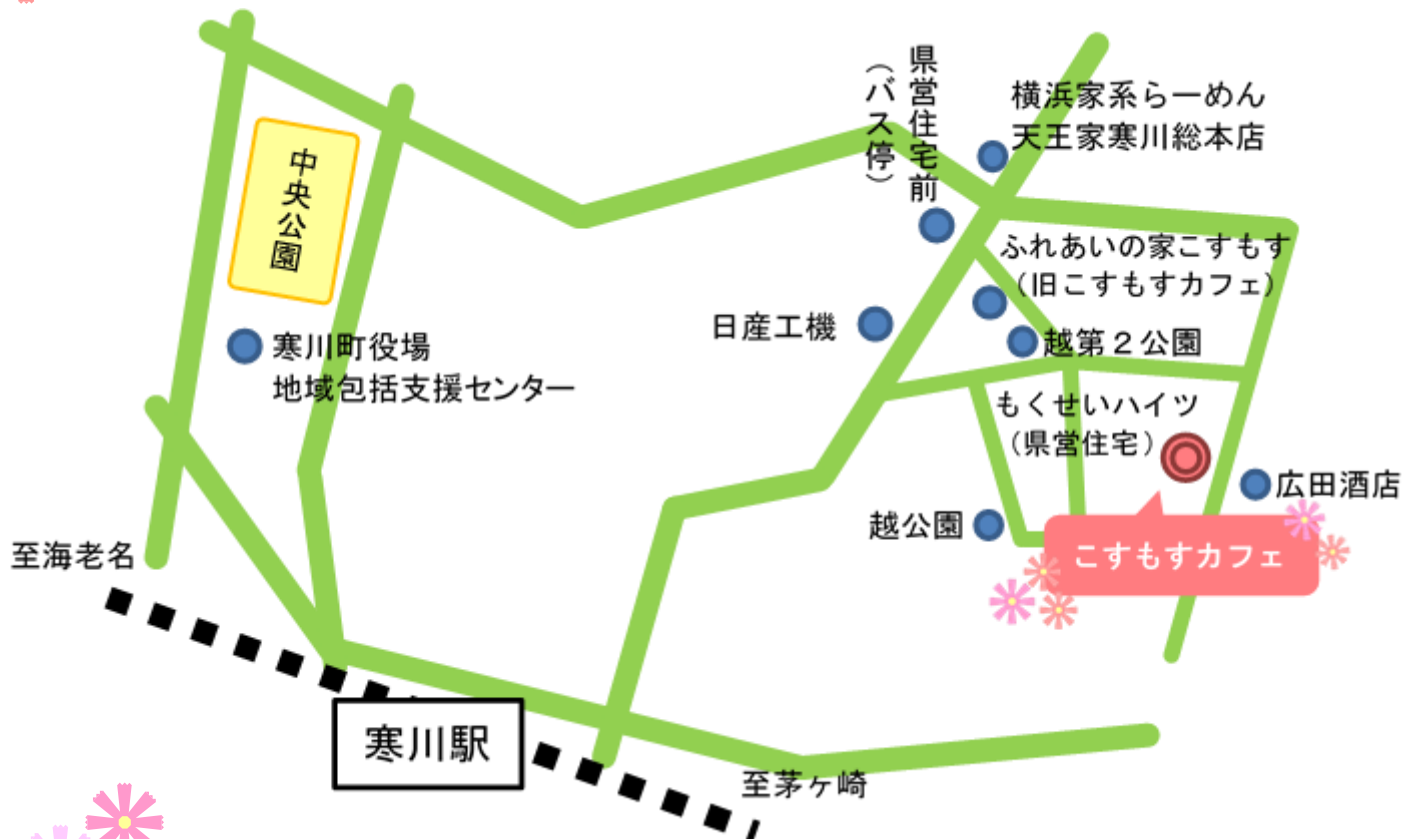 県営住宅前
（バス停）
横浜家系らーめん
天王家寒川総本店
中央公園
ふれあいの家こすもす
（旧こすもすカフェ）
日産工機
越第２公園
寒川町役場
地域包括支援センター
もくせいハイツ
（県営住宅）
広田酒店
越公園
こすもすカフェ
至海老名
寒川駅
至茅ヶ崎